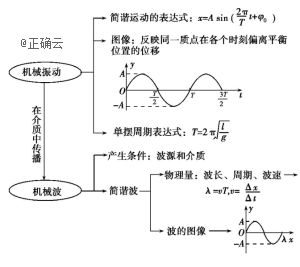 @正确云
简谐运动的表达式：x=A sin (2π/T t+φ₀)
图像：反映同一质点在各个时刻偏离平衡
位置的位移
机械振动
y
A
O
-A
T/2
T
3T/2
t
单摆周期表达式：T=2π√(l/g)
在介质中传播
产生条件：波源和介质
机械波
简谐波
物理量：波长、周期、波速
λ=vT,v=Δx/Δt
波的图像
y
A
O
-A
λ x